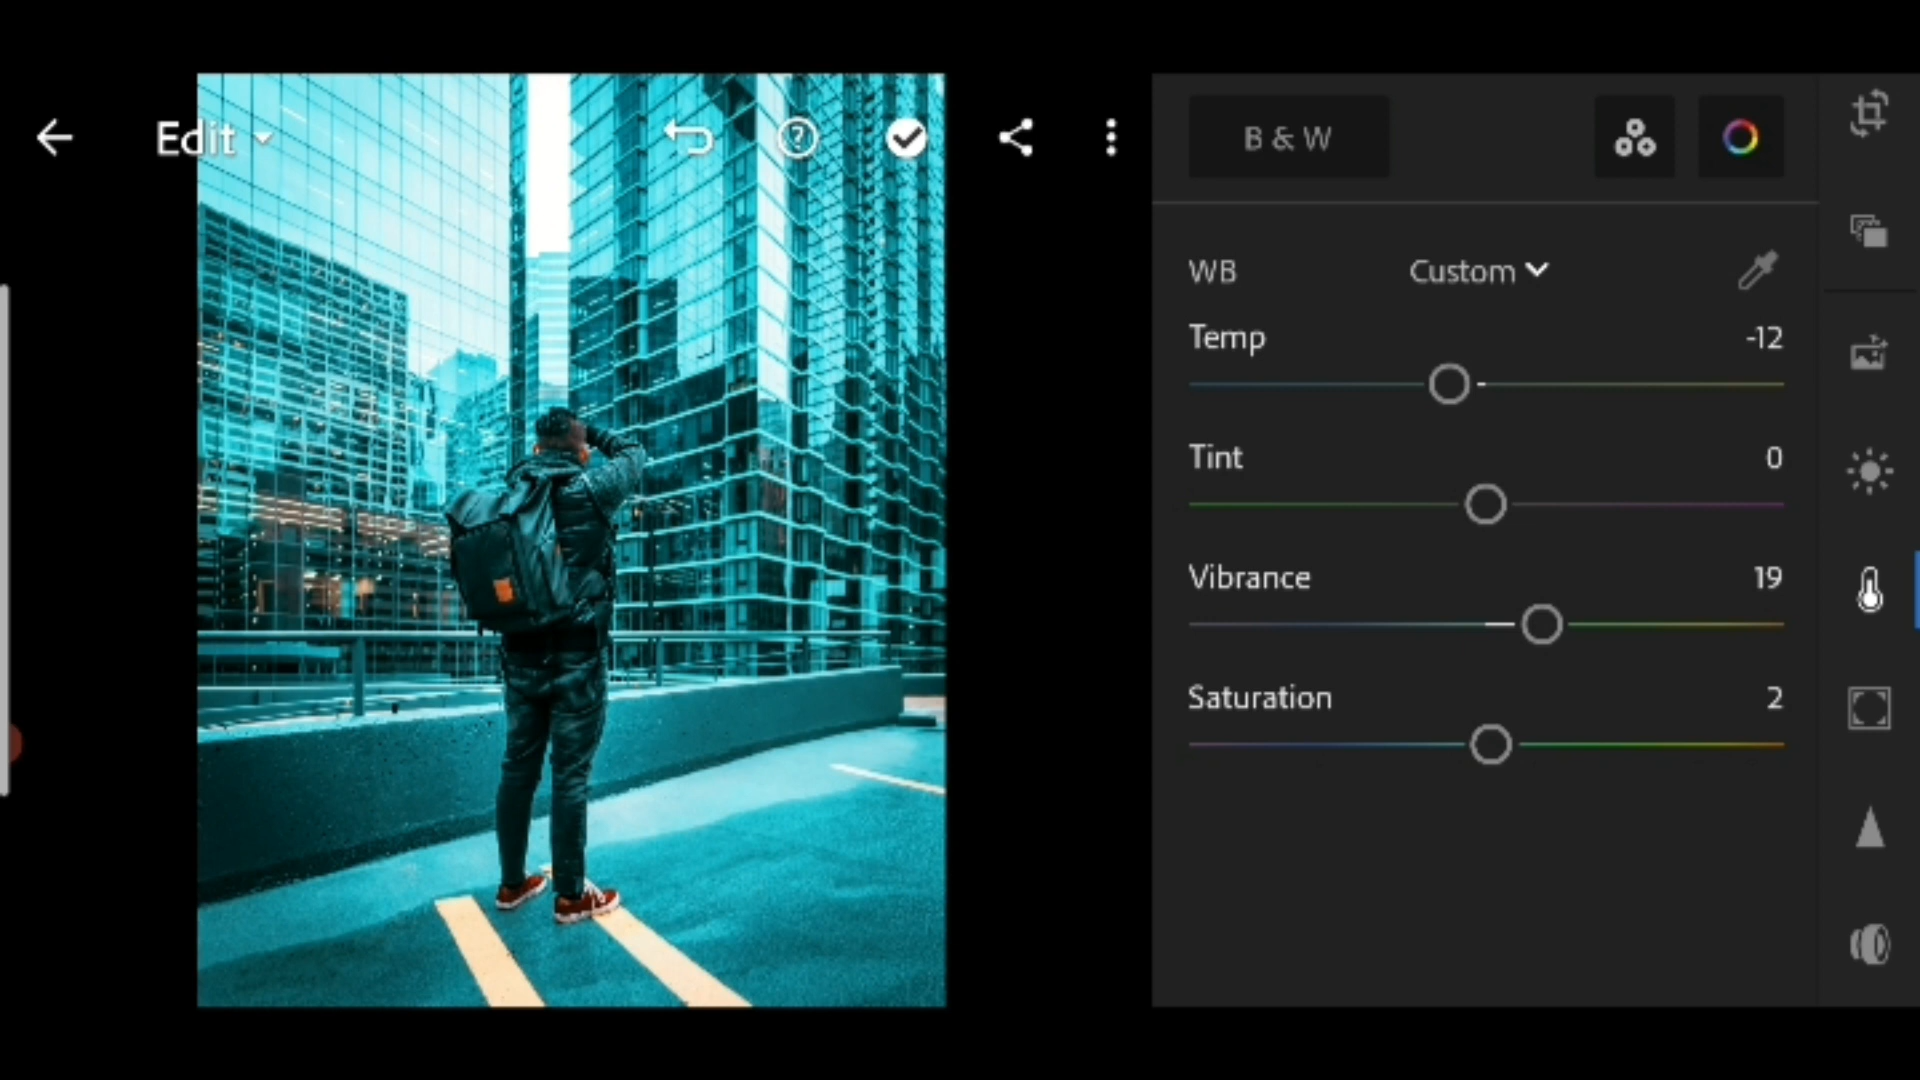 Edit
B & W
WB Custom
Temp -12
Tint 0
Vibrance 19
Saturation 2